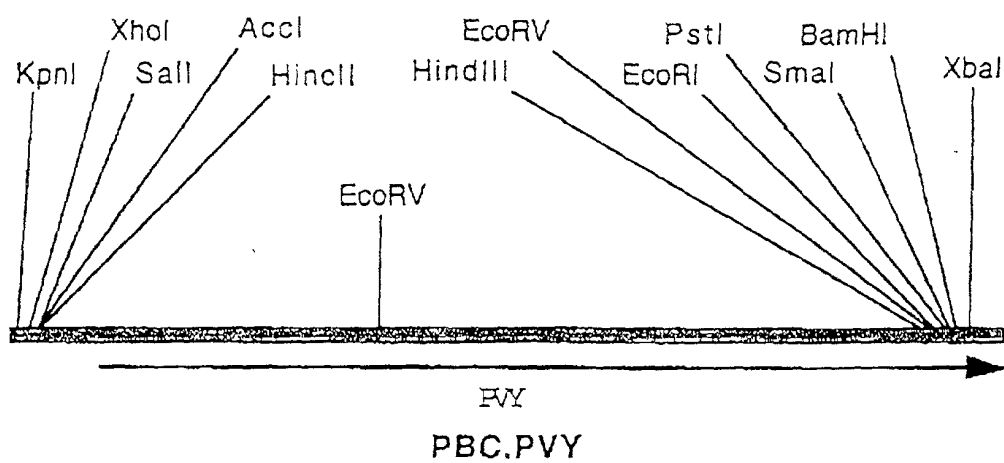 XhoI AccI EcoRV PstI BamHI
KpnI SalI HincII HindIII EcoRI SmaI XbaI
EcoRV
PVY
PBC.PVY